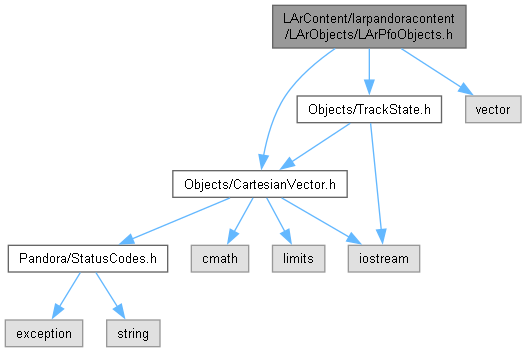 LArContent/larpandoracontent
/LArObjects/LArPfoObjects.h
Objects/TrackState.h
vector
Objects/CartesianVector.h
Pandora/StatusCodes.h
cmath
limits
iostream
exception
string